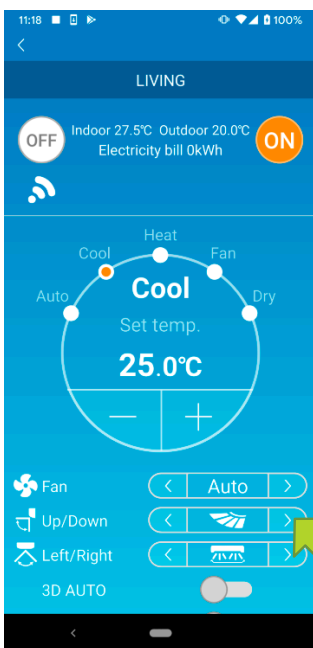 11:18 100%
LIVING
OFF
Indoor 27.5℃ Outdoor 20.0℃
Electricity bill 0kWh
ON
Heat
Cool Fan
Auto Dry
Cool
Set temp.
25.0℃
Fan Auto
Up/Down
Left/Right
3D AUTO